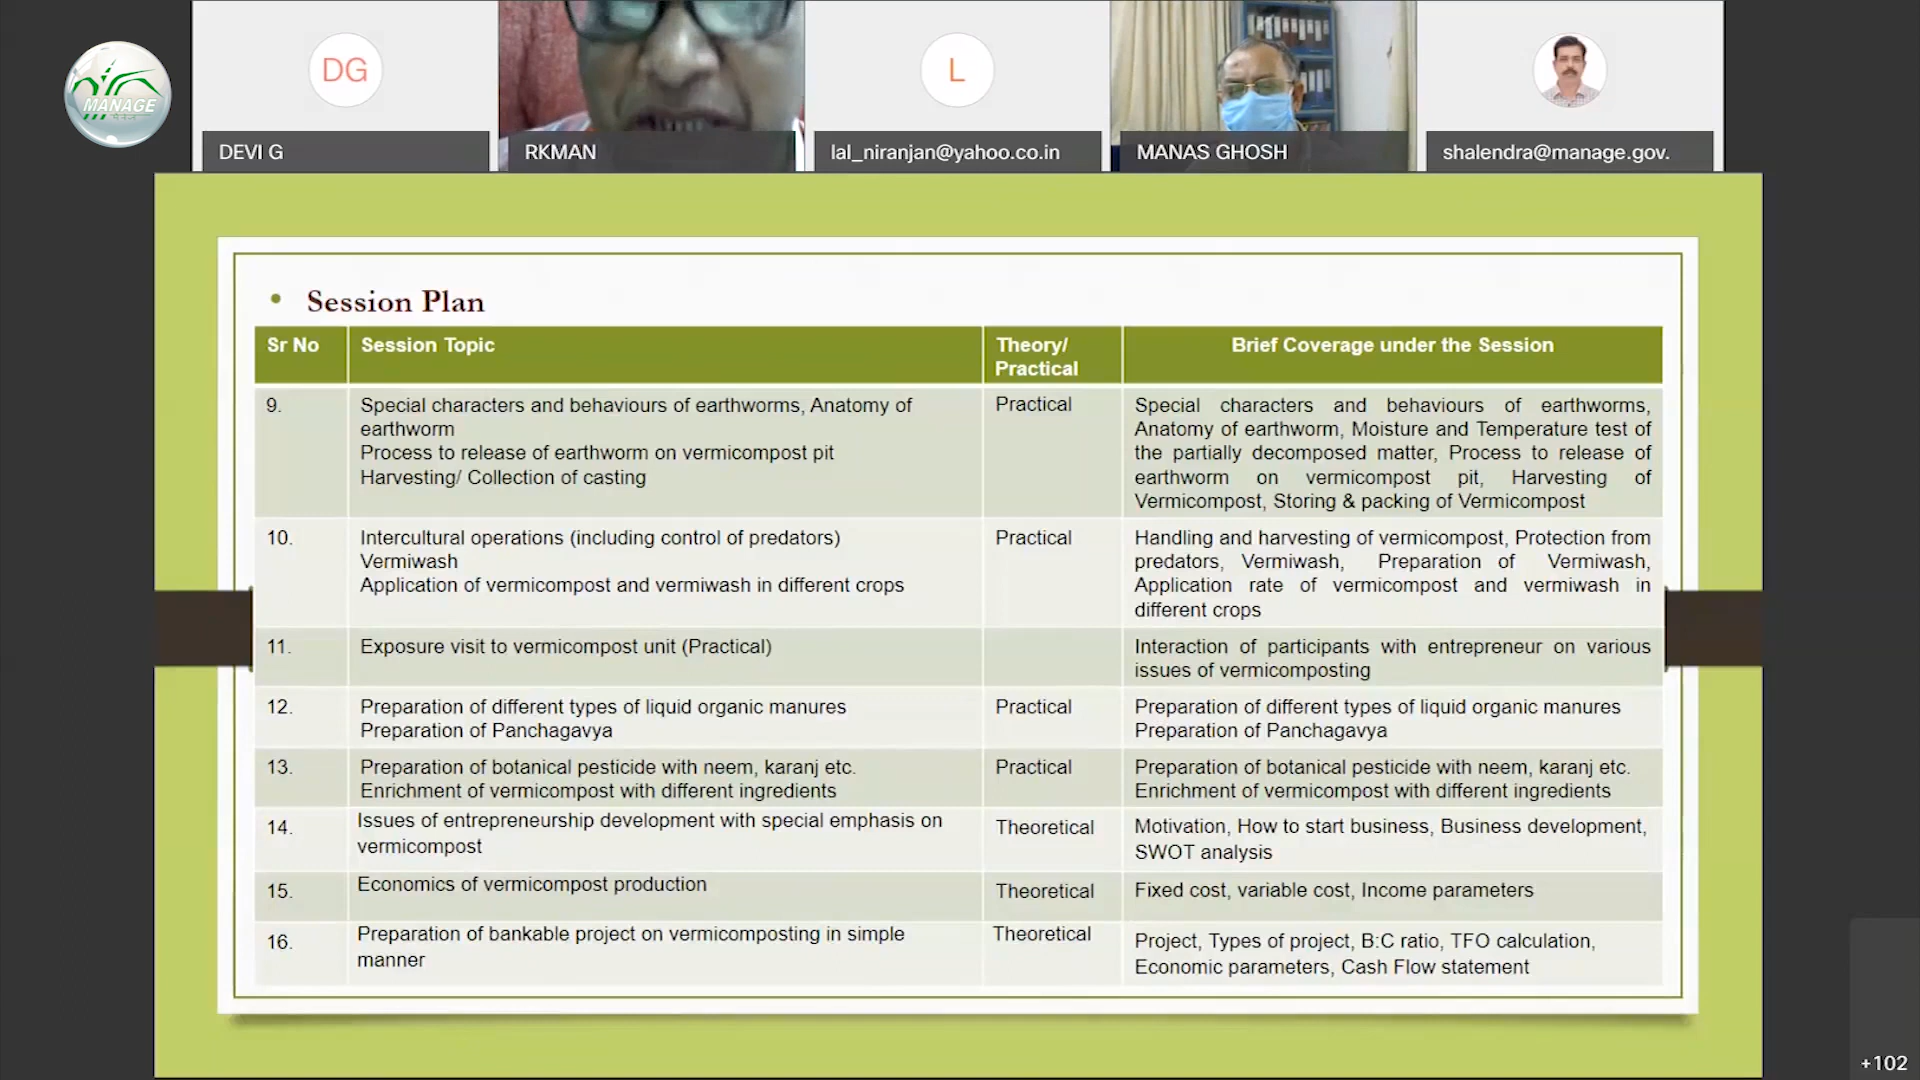 MANAGE
DG
L
DEVI G
RKMAN
lal_niranjan@yahoo.co.in
MANAS GHOSH
shalendra@manage.gov.
• Session Plan
Sr No
Session Topic
Theory/
Practical
Brief Coverage under the Session
9.
Special characters and behaviours of earthworms, Anatomy of
earthworm
Process to release of earthworm on vermicompost pit
Harvesting/ Collection of casting
Practical
Special characters and behaviours of earthworms,
Anatomy of earthworm, Moisture and Temperature test of
the partially decomposed matter, Process to release of
earthworm on vermicompost pit, Harvesting of
Vermicompost, Storing & packing of Vermicompost
10.
Intercultural operations (including control of predators)
Vermiwash
Application of vermicompost and vermiwash in different crops
Practical
Handling and harvesting of vermicompost, Protection from
predators, Vermiwash, Preparation of Vermiwash,
Application rate of vermicompost and vermiwash in
different crops
11.
Exposure visit to vermicompost unit (Practical)
Interaction of participants with entrepreneur on various
issues of vermicomposting
12.
Preparation of different types of liquid organic manures
Preparation of Panchagavya
Practical
Preparation of different types of liquid organic manures
Preparation of Panchagavya
13.
Preparation of botanical pesticide with neem, karanj etc.
Enrichment of vermicompost with different ingredients
Practical
Preparation of botanical pesticide with neem, karanj etc.
Enrichment of vermicompost with different ingredients
14.
Issues of entrepreneurship development with special emphasis on
vermicompost
Theoretical
Motivation, How to start business, Business development,
SWOT analysis
15.
Economics of vermicompost production
Theoretical
Fixed cost, variable cost, Income parameters
16.
Preparation of bankable project on vermicomposting in simple
manner
Theoretical
Project, Types of project, B:C ratio, TFO calculation,
Economic parameters, Cash Flow statement
+102